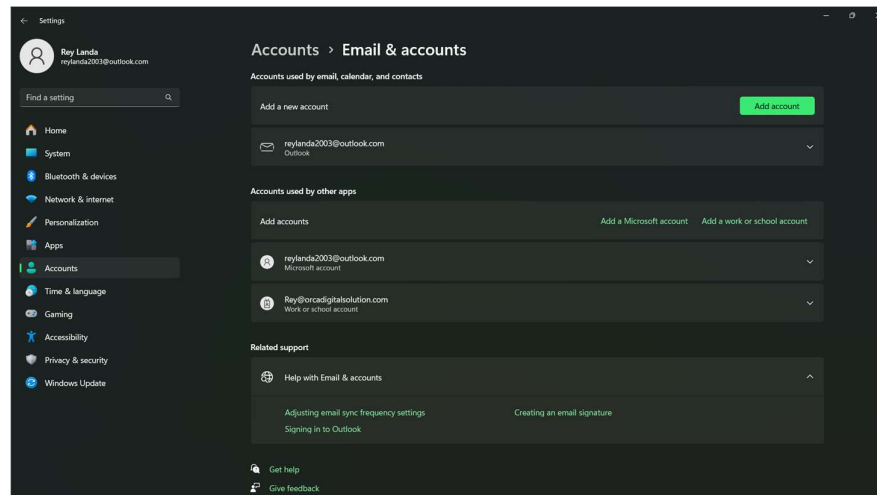 Settings
Rey Landa
reylanda2003@outlook.com
Find a setting
Home
System
Bluetooth & devices
Network & internet
Personalization
Apps
Accounts
Time & language
Gaming
Accessibility
Privacy & security
Windows Update
Accounts > Email & accounts
Accounts used by email, calendar, and contacts
Add a new account
Add account
reylanda2003@outlook.com
Outlook
Accounts used by other apps
Add accounts
Add a Microsoft account
Add a work or school account
reylanda2003@outlook.com
Microsoft account
Rey@orcadigitalsolution.com
Work or school account
Related support
Help with Email & accounts
Adjusting email sync frequency settings
Creating an email signature
Signing in to Outlook
Get help
Give feedback